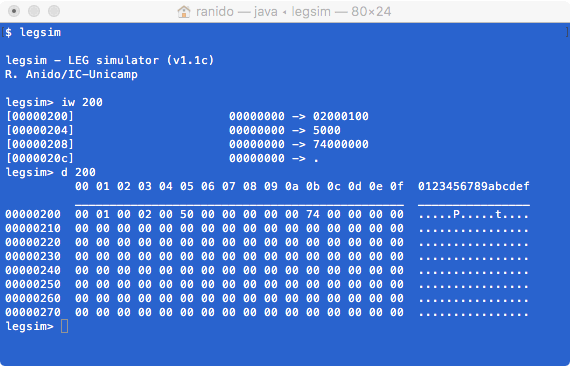 ranido — java ◂ legsim — 80×24
$ legsim
legsim – LEG simulator (v1.1c)
R. Anido/IC-Unicamp
legsim> iw 200
[00000200] 00000000 –> 02000100
[00000204] 00000000 –> 5000
[00000208] 00000000 –> 74000000
[0000020c] 00000000 –> .
legsim> d 200
00 01 02 03 04 05 06 07 08 09 0a 0b 0c 0d 0e 0f 0123456789abcdef
00000200 00 01 00 02 00 50 00 00 00 00 00 74 00 00 00 00 .....P.....t....
00000210 00 00 00 00 00 00 00 00 00 00 00 00 00 00 00 00 ................
00000220 00 00 00 00 00 00 00 00 00 00 00 00 00 00 00 00 ................
00000230 00 00 00 00 00 00 00 00 00 00 00 00 00 00 00 00 ................
00000240 00 00 00 00 00 00 00 00 00 00 00 00 00 00 00 00 ................
00000250 00 00 00 00 00 00 00 00 00 00 00 00 00 00 00 00 ................
00000260 00 00 00 00 00 00 00 00 00 00 00 00 00 00 00 00 ................
00000270 00 00 00 00 00 00 00 00 00 00 00 00 00 00 00 00 ................
legsim>